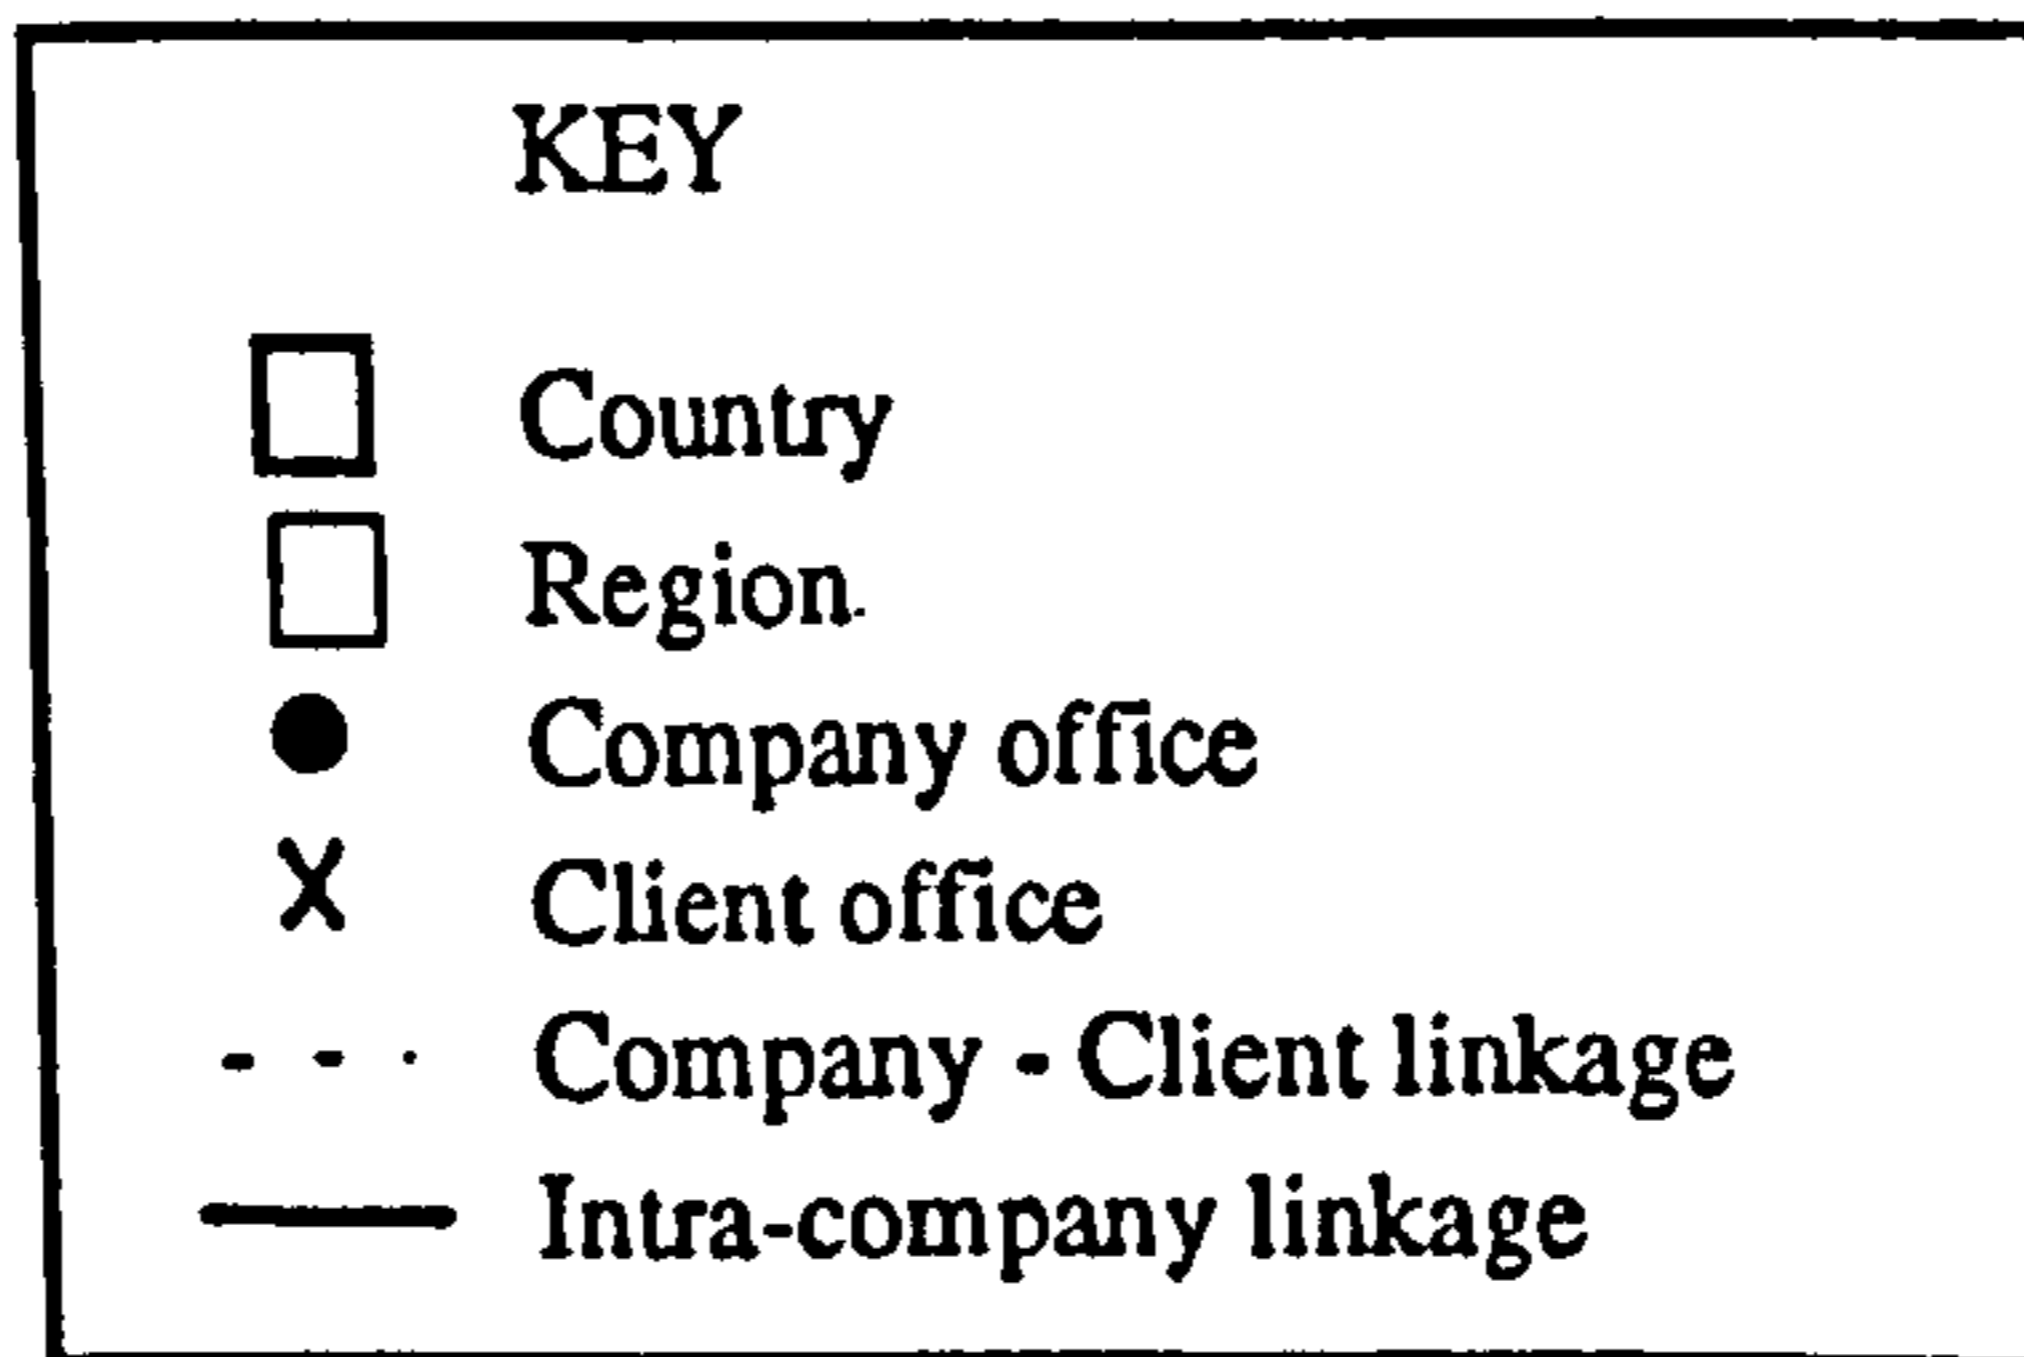 KEY
Country
Region
Company office
X Client office
Company - Client linkage
Intra-company linkage